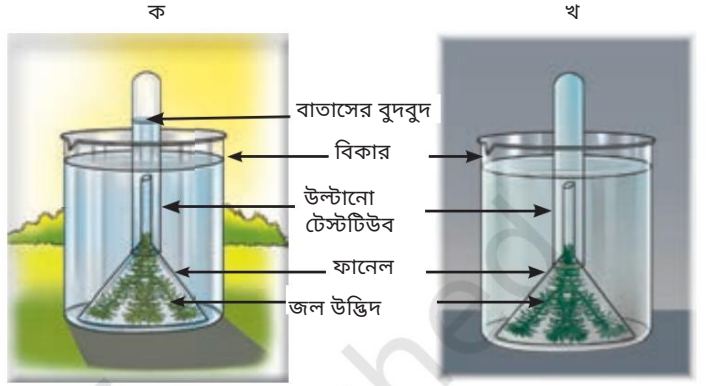 ক
খ
বাতাসের বুদবুদ
বিকার
উল্টানো
টেস্টটিউব
ফানেল
জল উদ্ভিদ